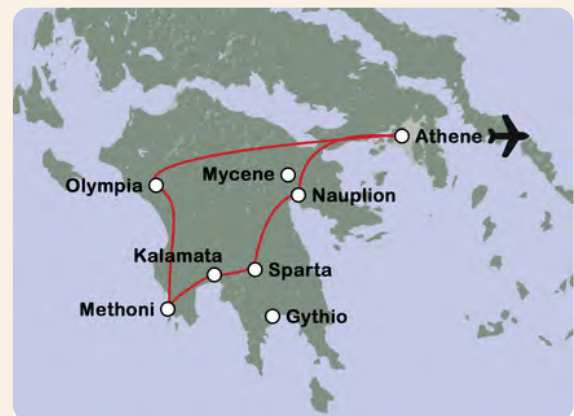 Athene
Mycene
Olympia
Nauplion
Kalamata
Sparta
Methoni
Gythio